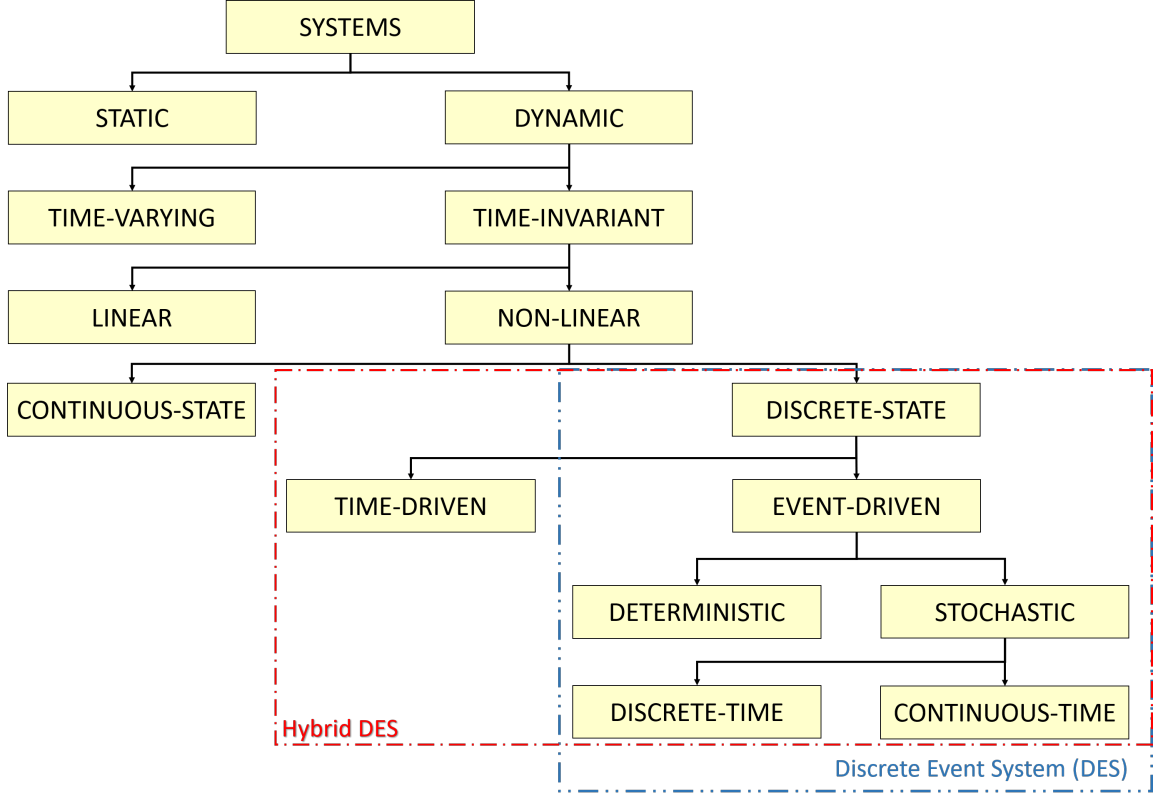 SYSTEMS
STATIC
DYNAMIC
TIME-VARYING
TIME-INVARIANT
LINEAR
NON-LINEAR
CONTINUOUS-STATE
DISCRETE-STATE
TIME-DRIVEN
EVENT-DRIVEN
DETERMINISTIC
STOCHASTIC
DISCRETE-TIME
CONTINUOUS-TIME
Hybrid DES
Discrete Event System (DES)